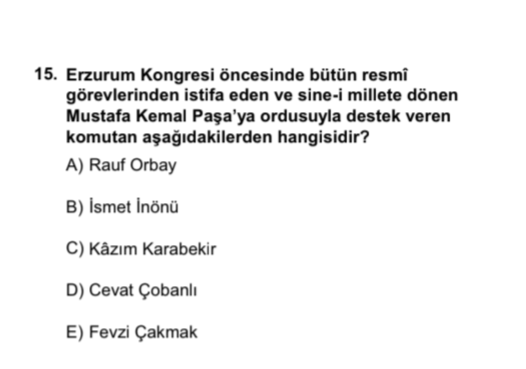 15. Erzurum Kongresi öncesinde bütün resmî
görevlerinden istifa eden ve sine-i millete dönen
Mustafa Kemal Paşa'ya ordusuyla destek veren
komutan aşağıdakilerden hangisidir?
A) Rauf Orbay
B) İsmet İnönü
C) Kâzım Karabekir
D) Cevat Çobanlı
E) Fevzi Çakmak